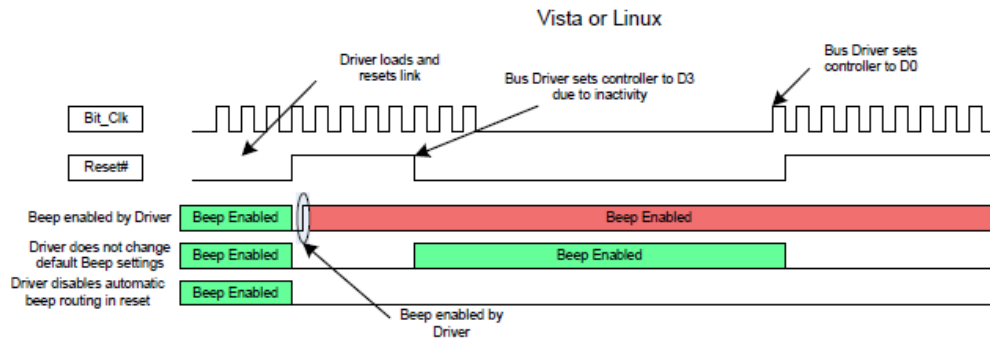 Vista or Linux
Driver loads and
resets link
Bus Driver sets controller to D3
due to inactivity
Bus Driver sets
controller to D0
Bit_Clk
Reset#
Beep enabled by Driver
Beep Enabled
Beep Enabled
Driver does not change
default Beep settings
Beep Enabled
Beep Enabled
Driver disables automatic
beep routing in reset
Beep Enabled
Beep enabled by
Driver